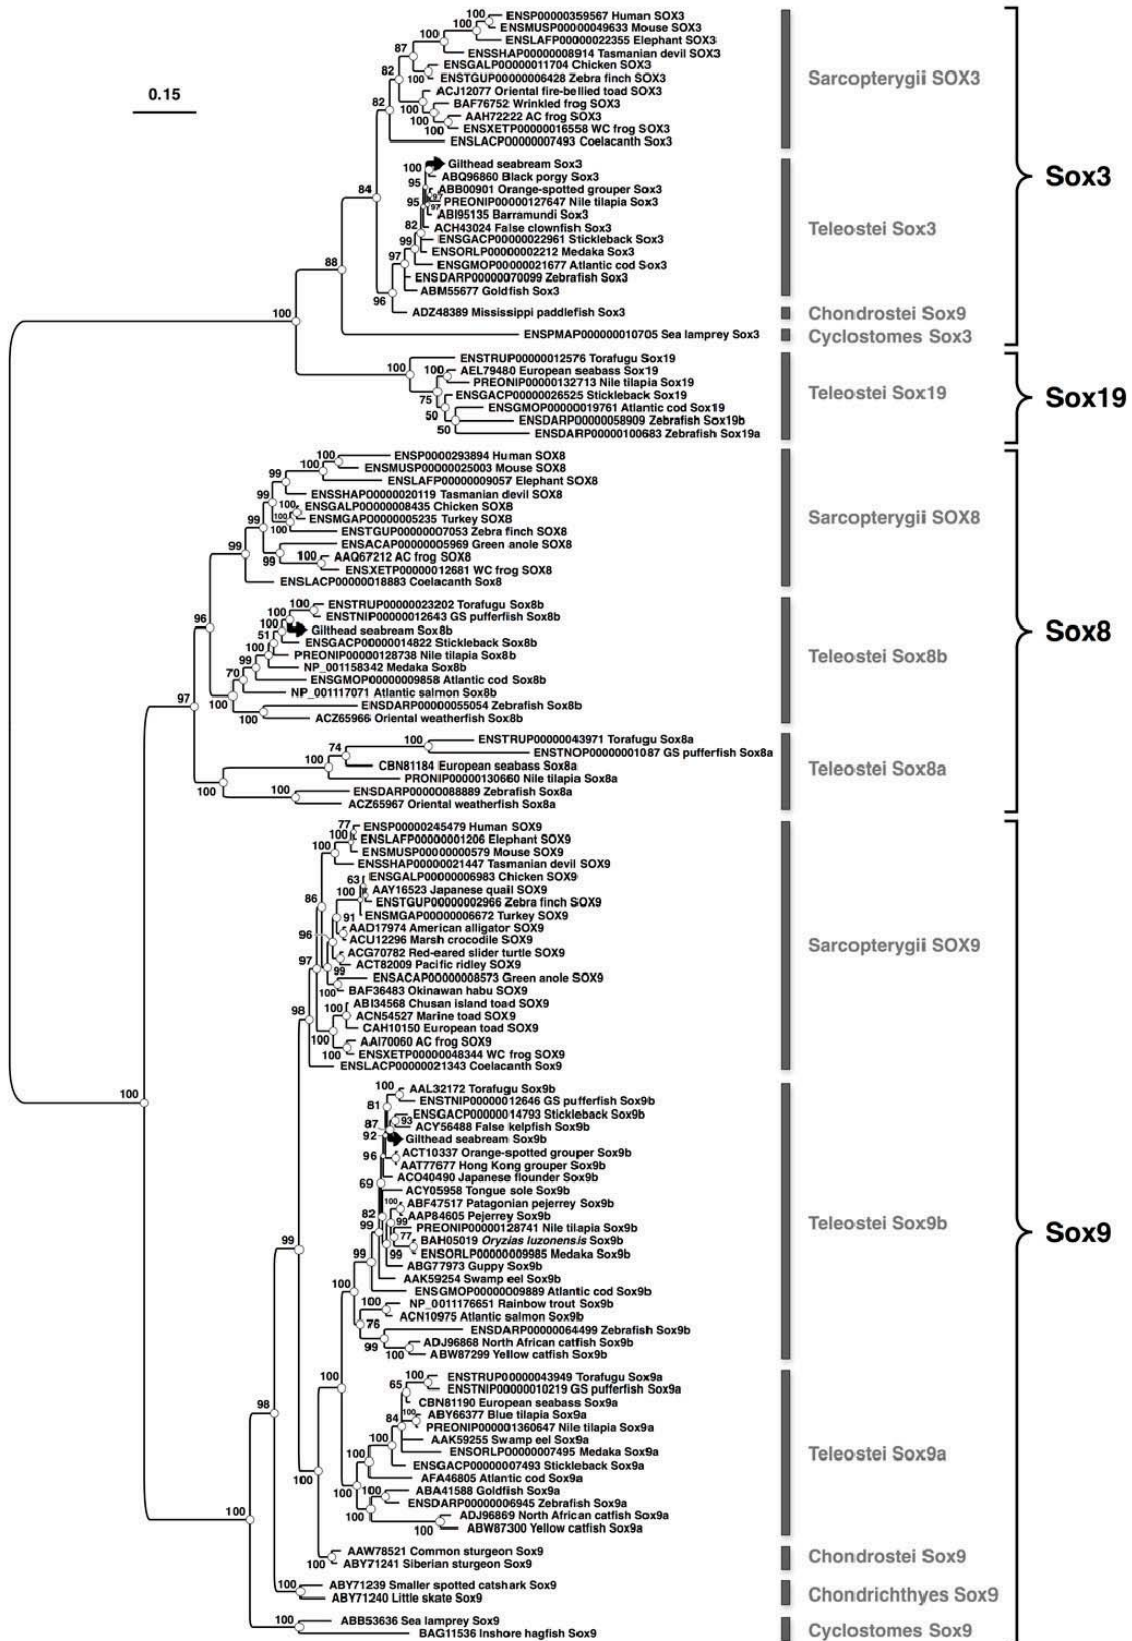 0.15
100 ENSP00000359567 Human SOX3
100 ENSMUSP00000049633 Mouse SOX3
ENSLAFP00000022355 Elephant SOX3
87 100 ENSSHAP00000008914 Tasmanian devil SOX3
ENSGALP00000011704 Chicken SOX3
82 100 ENSTGUP00000006428 Zebra finch SOX3
Sarcopterygii SOX3
ACJ12077 Oriental fire-bellied toad SOX3
82 100 BAF76752 Wrinkled frog SOX3
100 AAH72222 AC frog SOX3
100 ENSXETP00000016558 WC frog SOX3
ENSLACP00000007493 Coelacanth Sox3
100 Gilthead seabream Sox3
ABQ96860 Black porgy Sox3
Sox3
84 95 ABB00901 Orange-spotted grouper Sox3
95 97 PREONIP00000127647 Nile tilapia Sox3
97 ABI95135 Barramundi Sox3
82 ACH43024 False clownfish Sox3
Teleostei Sox3
99 ENSGACP00000022961 Stickleback Sox3
ENSORLP00000002212 Medaka Sox3
88 97 ENSGMOP00000021677 Atlantic cod Sox3
ENSDARP00000070099 Zebrafish Sox3
96 ABM55677 Goldfish Sox3
ADZ48389 Mississippi paddlefish Sox3
Chondrostei Sox9
100
ENSPMAP000000010705 Sea lamprey Sox3
Cyclostomes Sox3
ENSTRUP00000012576 Torafugu Sox19
100 100 AEL79480 European seabass Sox19
PREONIP00000132713 Nile tilapia Sox19
75 ENSGACP00000026525 Stickleback Sox19
Teleostei Sox19
Sox19
50 ENSGMOP00000019761 Atlantic cod Sox19
ENSDARP00000058909 Zebrafish Sox19b
50 ENSDARP00000100683 Zebrafish Sox19a
100 ENSP0000293894 Human SOX8
100 ENSMUSP00000025003 Mouse SOX8
99 ENSLAFP00000009057 Elephant SOX8
99 ENSSHAP00000020119 Tasmanian devil SOX8
100 ENSGALP00000008435 Chicken SOX8
99 100 ENSMGAP00000005235 Turkey SOX8
Sarcopterygii SOX8
100 ENSTGUP00000007053 Zebra finch SOX8
99 ENSACAP00000005969 Green anole SOX8
99 100 AAQ67212 AC frog SOX8
ENSXETP00000012681 WC frog SOX8
ENSLACP00000018883 Coelacanth Sox8
100 ENSTRUP00000023202 Torafugu Sox8b
96 100 ENSTNIP00000012643 GS pufferfish Sox8b
100 Gilthead seabream Sox8b
Sox8
51 ENSGACP00000014822 Stickleback Sox8b
100 PREONIP00000128738 Nile tilapia Sox8b
Teleostei Sox8b
99 NP_001158342 Medaka Sox8b
70 ENSGMOP00000009858 Atlantic cod Sox8b
NP_001117071 Atlantic salmon Sox8b
97 100 ENSDARP00000055054 Zebrafish Sox8b
100 ACZ65966 Oriental weatherfish Sox8b
100 ENSTRUP00000043971 Torafugu Sox8a
74 ENSTNOP00000001087 GS pufferfish Sox8a
CBN81184 European seabass Sox8a
Teleostei Sox8a
100 PRONIP00000130660 Nile tilapia Sox8a
100 100 ENSDARP00000088889 Zebrafish Sox8a
ACZ65967 Oriental weatherfish Sox8a
77 ENSP00000245479 Human SOX9
100 ENSLAFP00000001206 Elephant SOX9
ENSMUSP00000000579 Mouse SOX9
ENSSHAP00000021447 Tasmanian devil SOX9
63 ENSGALP00000006983 Chicken SOX9
100 AAY16523 Japanese quail SOX9
86 ENSTGUP00000002966 Zebra finch SOX9
91 ENSMGAP00000006672 Turkey SOX9
AAD17974 American alligator SOX9
96 ACU12296 Marsh crocodile SOX9
Sarcopterygii SOX9
ACG70782 Red-eared slider turtle SOX9
97 99 ACT82009 Pacific ridley SOX9
ENSACAP00000008573 Green anole SOX9
100 BAF36483 Okinawan habu SOX9
98 100 ABI34568 Chusan island toad SOX9
ACN54527 Marine toad SOX9
CAH10150 European toad SOX9
100 AAI70060 AC frog SOX9
100 ENSXETP00000048344 WC frog SOX9
ENSLACP00000021343 Coelacanth Sox9
100 100 AAL32172 Torafugu Sox9b
81 ENSTNIP00000012646 GS pufferfish Sox9b
ENSGACP00000014793 Stickleback Sox9b
87 93 ACY56488 False kelpfish Sox9b
92 Gilthead seabream Sox9b
96 ACT10337 Orange-spotted grouper Sox9b
AAT77677 Hong Kong grouper Sox9b
69 ACO40490 Japanese flounder Sox9b
ACY05958 Tongue sole Sox9b
100 ABF47517 Patagonian pejerrey Sox9b
82 AAP84605 Pejerrey Sox9b
Teleostei Sox9b
Sox9
99 99 PREONIP00000128741 Nile tilapia Sox9b
77 BAH05019 Oryzias luzonensis Sox9b
99 99 99 ENSORLP00000009985 Medaka Sox9b
ABG77973 Guppy Sox9b
AAK59254 Swamp eel Sox9b
100 ENSGMOP00000009889 Atlantic cod Sox9b
100 NP_0011176651 Rainbow trout Sox9b
ACN10975 Atlantic salmon Sox9b
76 ENSDARP00000064499 Zebrafish Sox9b
99 ADJ96868 North African catfish Sox9b
100 ABW87299 Yellow catfish Sox9b
100 100 ENSTRUP00000043949 Torafugu Sox9a
65 ENSTNIP00000010219 GS pufferfish Sox9a
98 CBN81190 European seabass Sox9a
84 100 ABY66377 Blue tilapia Sox9a
PREONIP000001360647 Nile tilapia Sox9a
100 AAK59255 Swamp eel Sox9a
ENSORLP00000007495 Medaka Sox9a
Teleostei Sox9a
100 ENSGACP00000007493 Stickleback Sox9a
100 AFA46805 Atlantic cod Sox9a
100 ABA41588 Goldfish Sox9a
ENSDARP00000006945 Zebrafish Sox9a
100 100 ADJ96869 North African catfish Sox9a
100 ABW87300 Yellow catfish Sox9a
AAW78521 Common sturgeon Sox9
Chondrostei Sox9
100 ABY71241 Siberian sturgeon Sox9
100 ABY71239 Smaller spotted catshark Sox9
Chondrichthyes Sox9
ABY71240 Little skate Sox9
100 ABB53636 Sea lamprey Sox9
Cyclostomes Sox9
BAG11536 Inshore hagfish Sox9